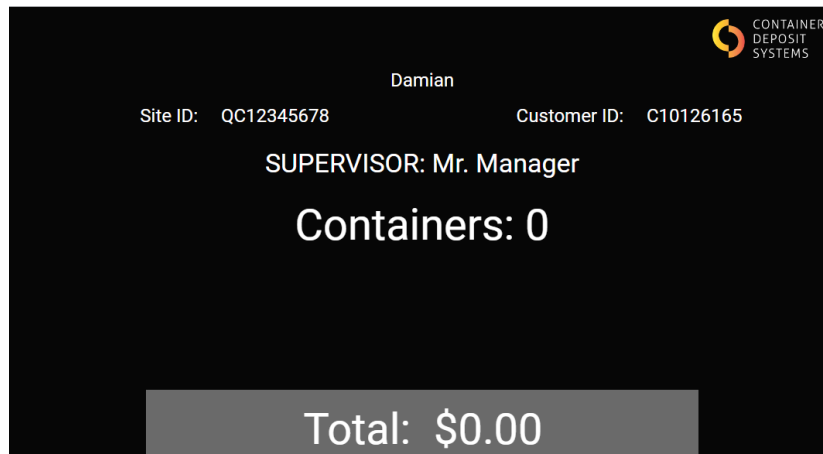 CONTAINER
DEPOSIT
SYSTEMS
Damian
Site ID: QC12345678 Customer ID: C10126165
SUPERVISOR: Mr. Manager
Containers: 0
Total: $0.00